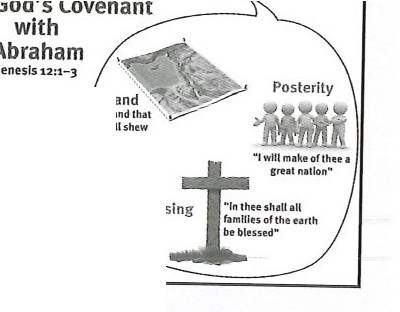 God's Covenant
with
Abraham
enesis 12:1–3
and
nd that
ll shew
Posterity
"I will make of thee a
great nation"
sing
"In thee shall all
families of the earth
be blessed"